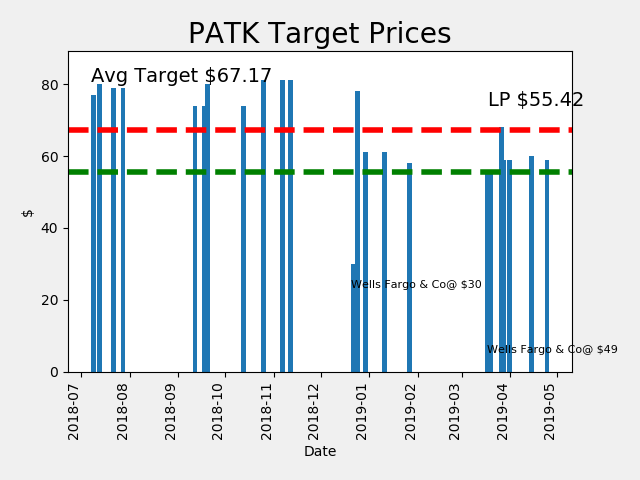 PATK Target Prices
Avg Target $67.17
LP $55.42
80
60
40
20
0
$
Wells Fargo & Co@ $30
Wells Fargo & Co@ $49
2018-07
2018-08
2018-09
2018-10
2018-11
2018-12
2019-01
2019-02
2019-03
2019-04
2019-05
Date